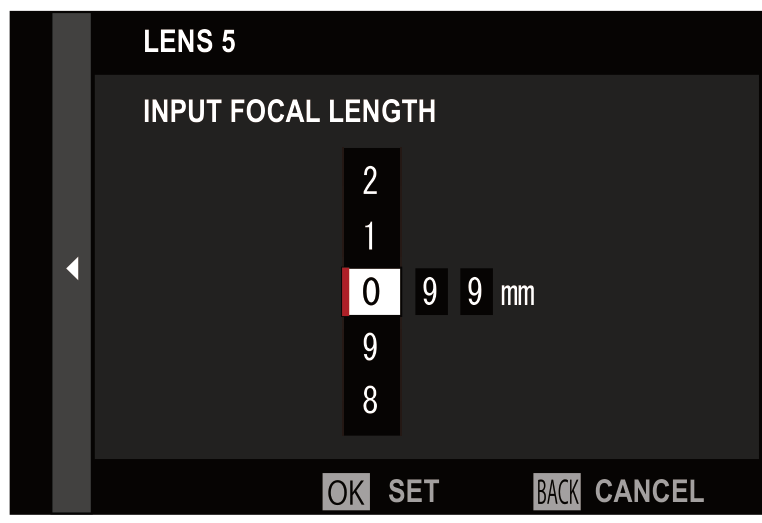 LENS 5
INPUT FOCAL LENGTH
2
1
0 9 9 mm
9
8
OK SET BACK CANCEL